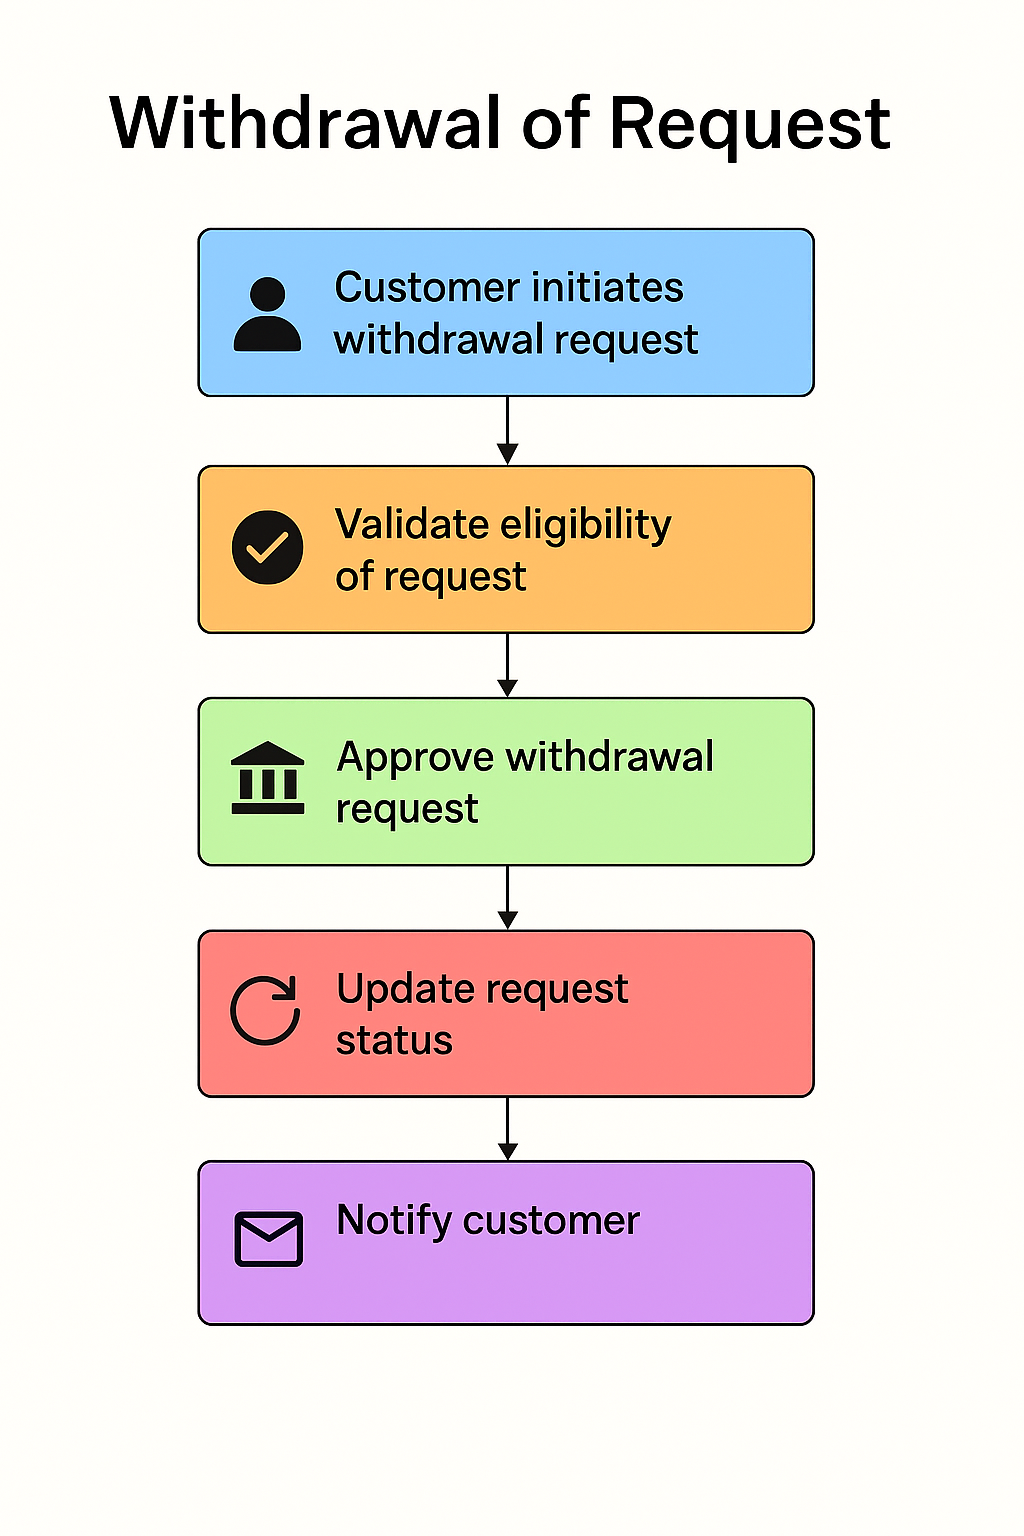 Withdrawal of Request
Customer initiates
withdrawal request
Validate eligibility
of request
Approve withdrawal
request
Update request
status
Notify customer